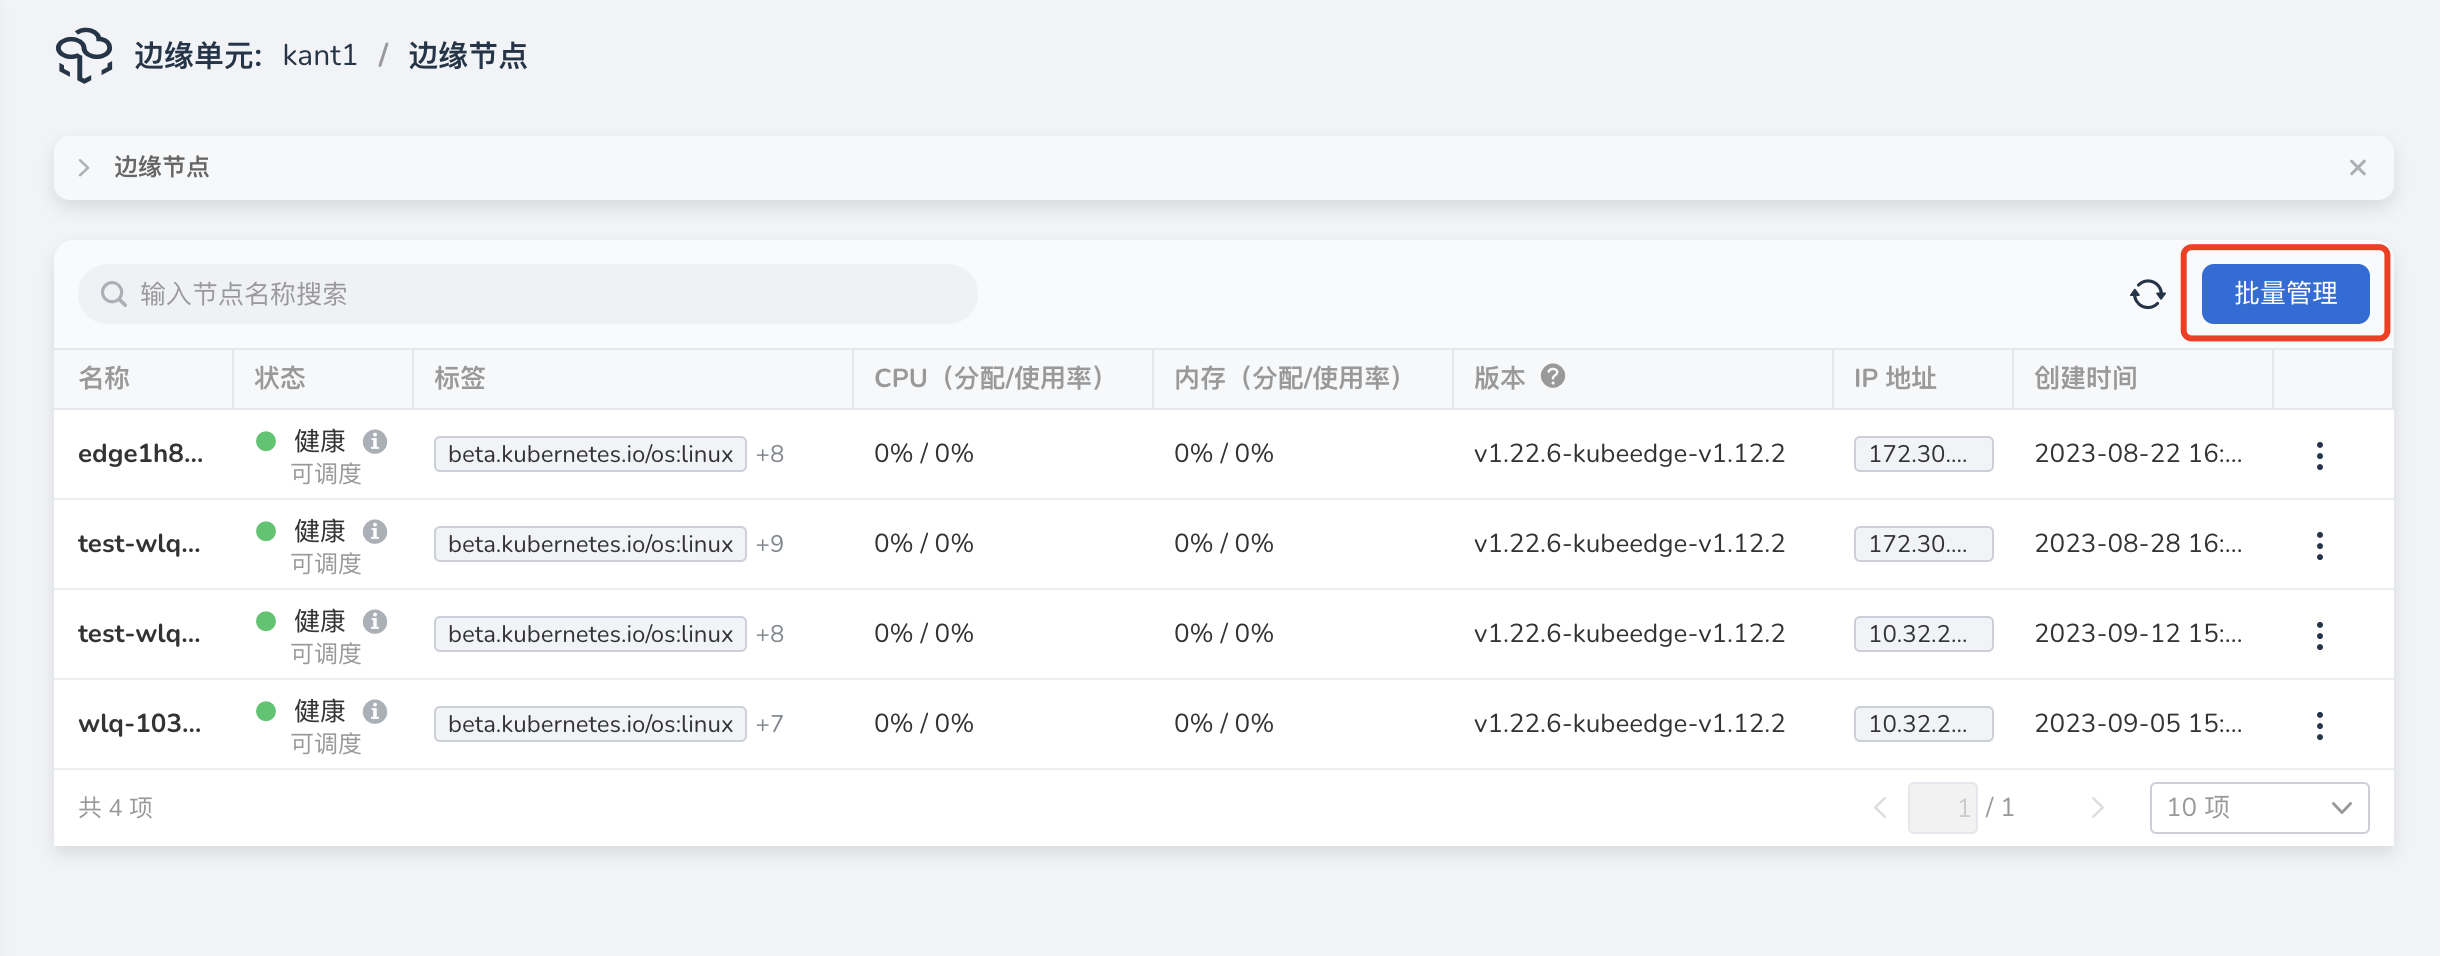 边缘单元: kant1 / 边缘节点
边缘节点
输入节点名称搜索
批量管理
名称 状态 标签 CPU（分配/使用率） 内存（分配/使用率） 版本 IP 地址 创建时间
edge1h8... 健康 可调度 beta.kubernetes.io/os:linux +8 0% / 0% 0% / 0% v1.22.6-kubeedge-v1.12.2 172.30.... 2023-08-22 16:...
test-wlq... 健康 可调度 beta.kubernetes.io/os:linux +9 0% / 0% 0% / 0% v1.22.6-kubeedge-v1.12.2 172.30.... 2023-08-28 16:...
test-wlq... 健康 可调度 beta.kubernetes.io/os:linux +8 0% / 0% 0% / 0% v1.22.6-kubeedge-v1.12.2 10.32.2... 2023-09-12 15:...
wlq-103... 健康 可调度 beta.kubernetes.io/os:linux +7 0% / 0% 0% / 0% v1.22.6-kubeedge-v1.12.2 10.32.2... 2023-09-05 15:...
共 4 项 1 / 1 10 项